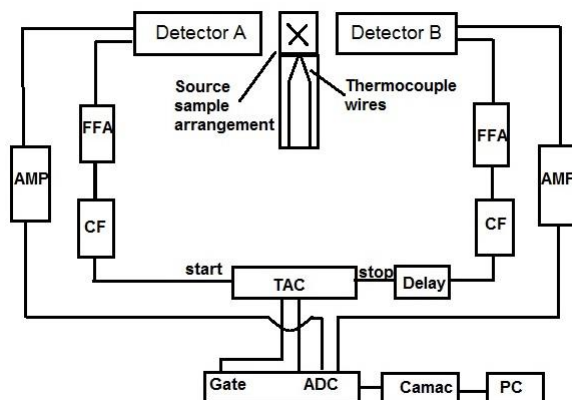 Detector A
Detector B
Source
sample
arrangement
Thermocouple
wires
FFA
FFA
AMP
AMP
CF
CF
start
TAC
stop
Delay
Gate
ADC
Camac
PC